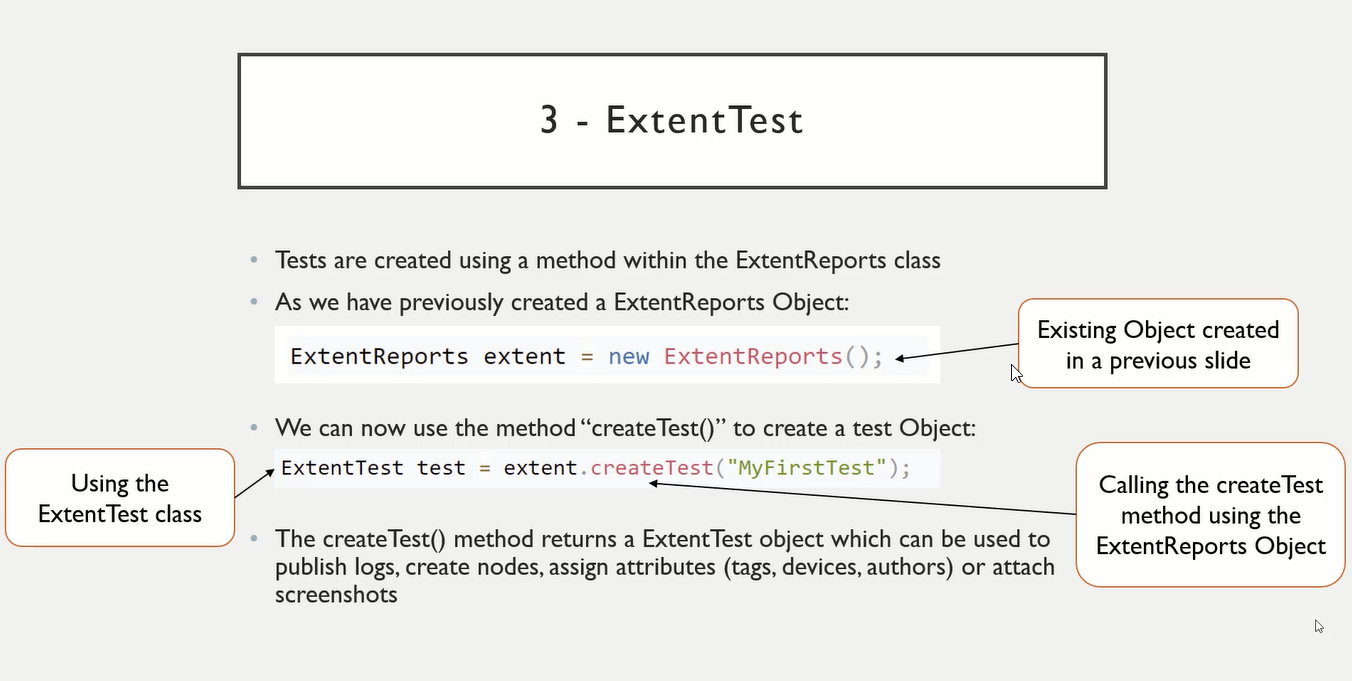 3 - ExtentTest
• Tests are created using a method within the ExtentReports class
• As we have previously created a ExtentReports Object:
ExtentReports extent = new ExtentReports();
Existing Object created
in a previous slide
• We can now use the method “createTest()” to create a test Object:
ExtentTest test = extent.createTest("MyFirstTest");
Using the
ExtentTest class
Calling the createTest
method using the
ExtentReports Object
• The createTest() method returns a ExtentTest object which can be used to
publish logs, create nodes, assign attributes (tags, devices, authors) or attach
screenshots